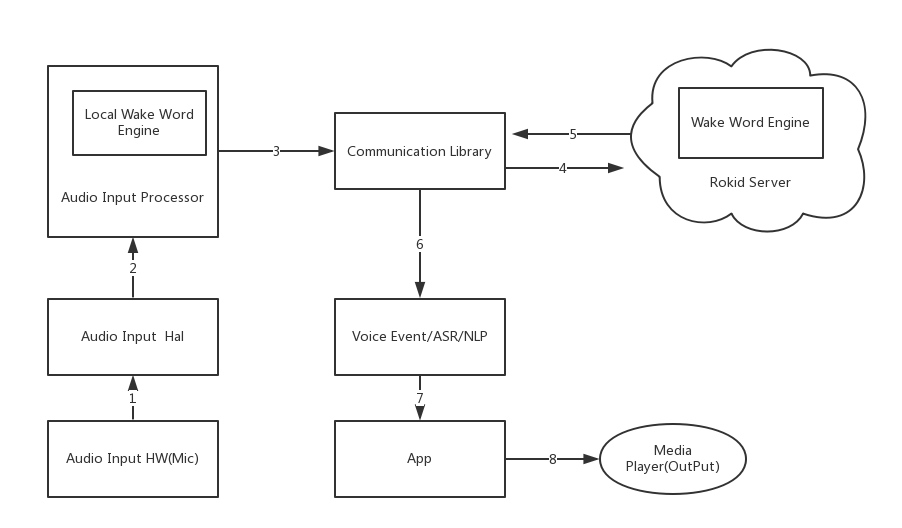 Local Wake Word
Engine
Audio Input Processor
3
Communication Library
5
4
Wake Word Engine
Rokid Server
2
6
Audio Input  Hal
Voice Event/ASR/NLP
1
7
Audio Input HW(Mic)
App
8
Media
Player(OutPut)